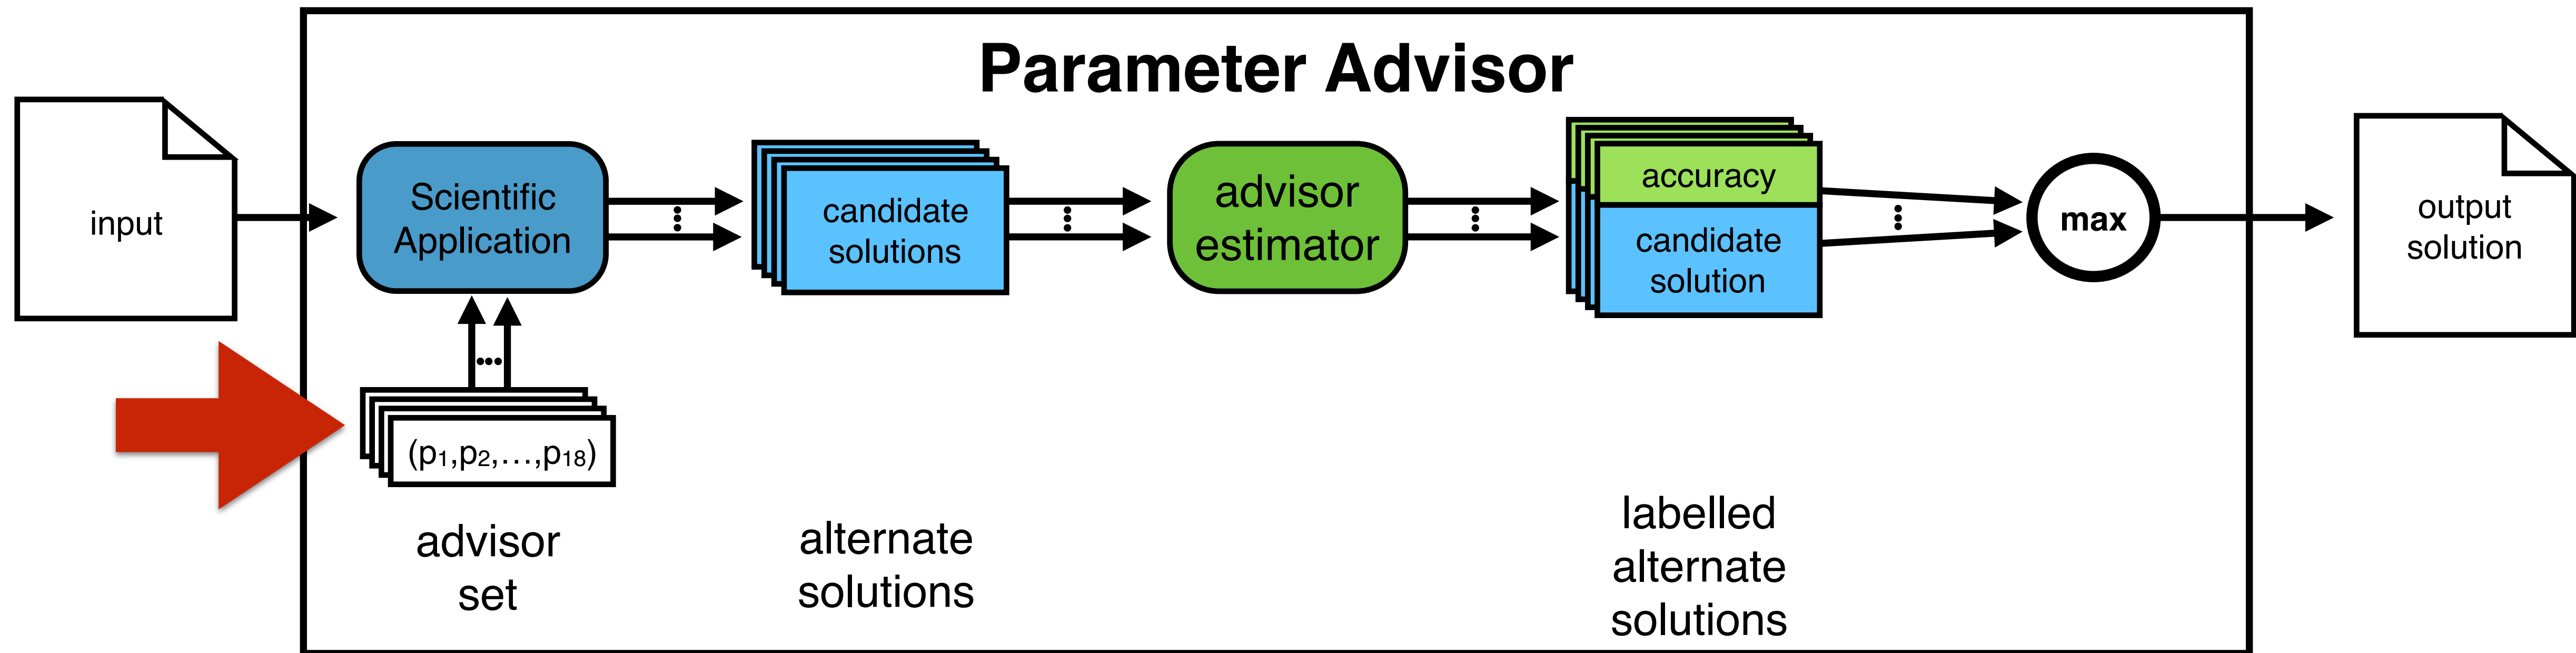 Parameter Advisor
input
Scientific
Application
candidate
solutions
advisor
estimator
accuracy
candidate
solution
max
output
solution
(p₁,p₂,…,p₁₈)
advisor
set
alternate
solutions
labelled
alternate
solutions